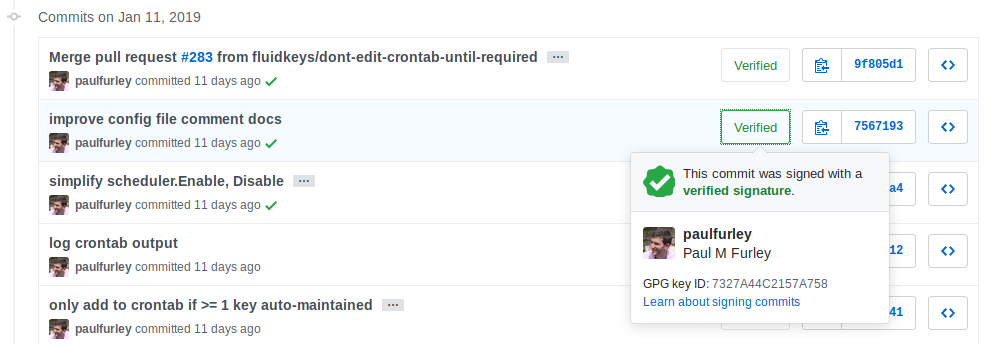 Commits on Jan 11, 2019
Merge pull request #283 from fluidkeys/dont-edit-crontab-until-required ...
Verified
9f805d1
paulfurley committed 11 days ago
improve config file comment docs
Verified
7567193
paulfurley committed 11 days ago
This commit was signed with a
verified signature.
paulfurley
Paul M Furley
GPG key ID: 7327A44C2157A758
Learn about signing commits
simplify scheduler.Enable, Disable ...
a4
paulfurley committed 11 days ago
log crontab output
12
paulfurley committed 11 days ago
only add to crontab if >= 1 key auto-maintained ...
41
paulfurley committed 11 days ago